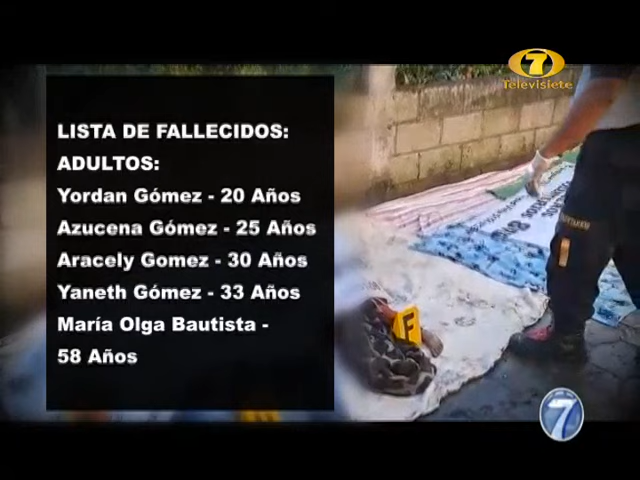 7
Televisiete
LISTA DE FALLECIDOS:
ADULTOS:
Yordan Gómez - 20 Años
Azucena Gómez - 25 Años
Aracely Gomez - 30 Años
Yaneth Gómez - 33 Años
María Olga Bautista -
58 Años
F
7